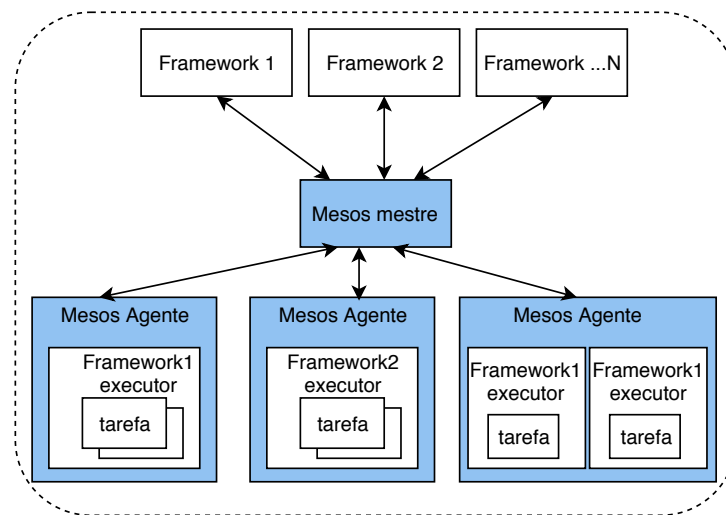 Framework 1
Framework 2
Framework ...N
Mesos mestre
Mesos Agente
Framework1
executor
tarefa
Mesos Agente
Framework2
executor
tarefa
Mesos Agente
Framework1
executor
tarefa
Framework1
executor
tarefa